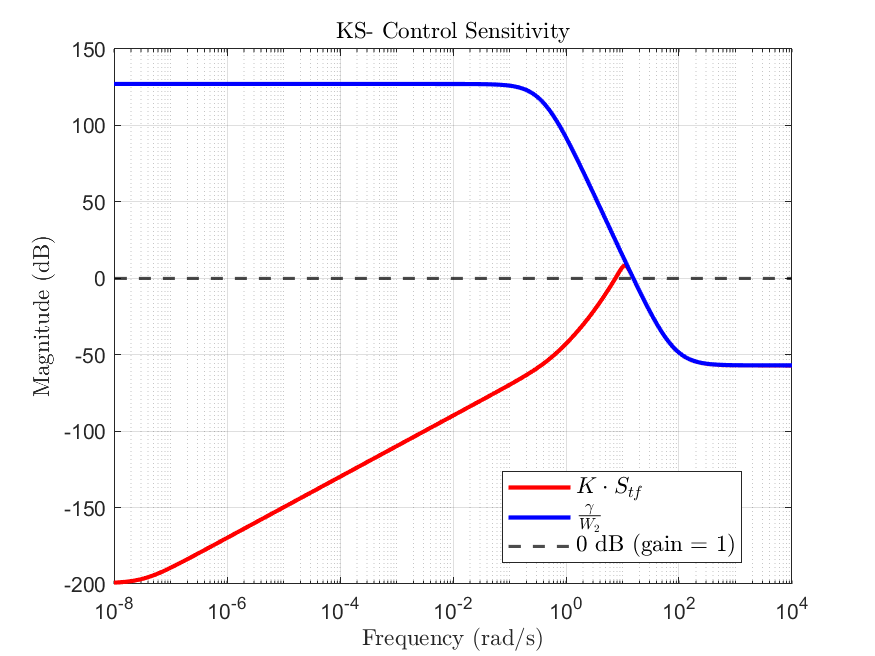 KS- Control Sensitivity
150
100
50
0
-50
-100
-150
-200
Magnitude (dB)
K · S_tf
γ/W_2
0 dB (gain = 1)
10^-8 10^-6 10^-4 10^-2 10^0 10^2 10^4
Frequency (rad/s)